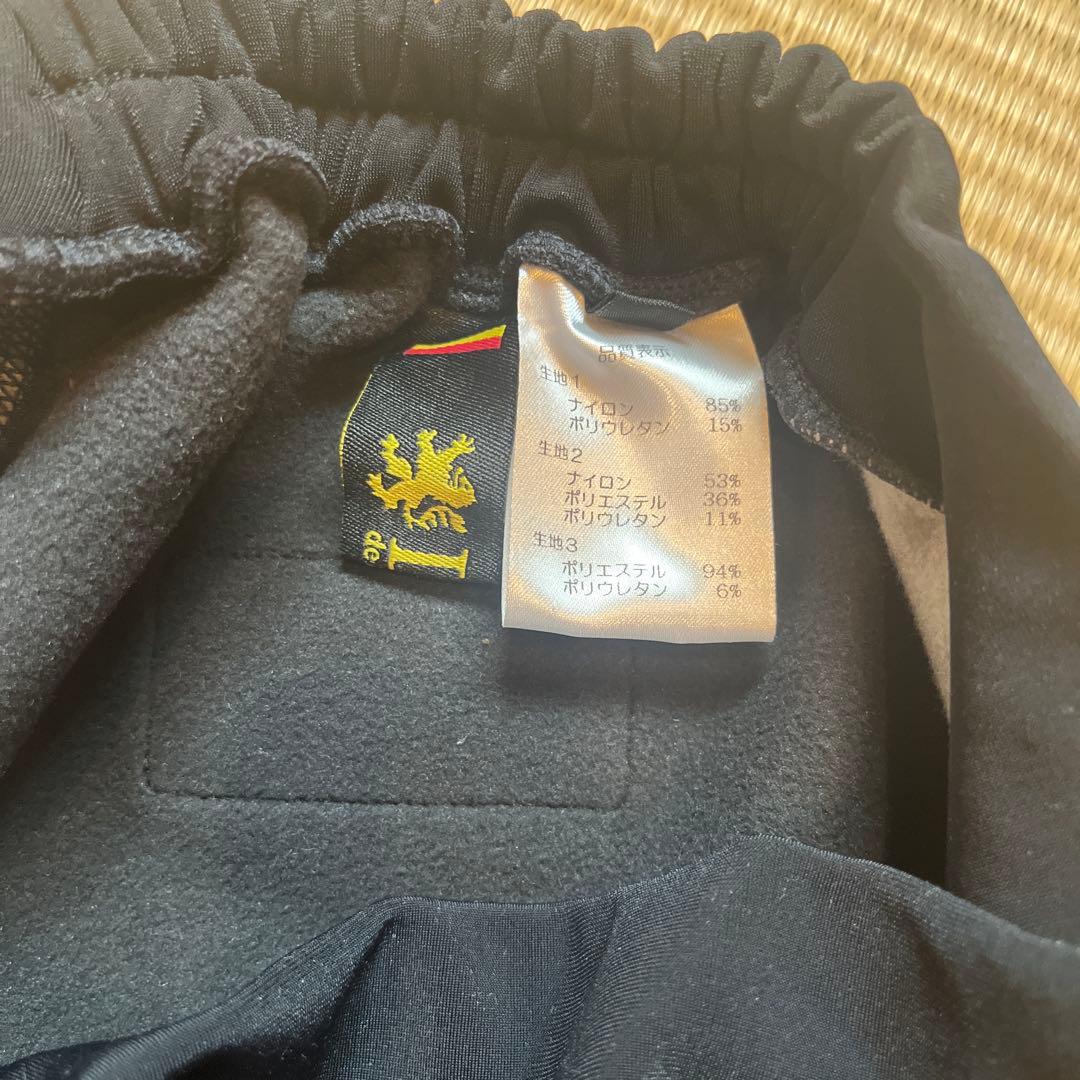 品質表示
生地1
ナイロン 85%
ポリウレタン 15%
生地2
ナイロン 53%
ポリエステル 36%
ポリウレタン 11%
生地3
ポリエステル 94%
ポリウレタン 6%
de